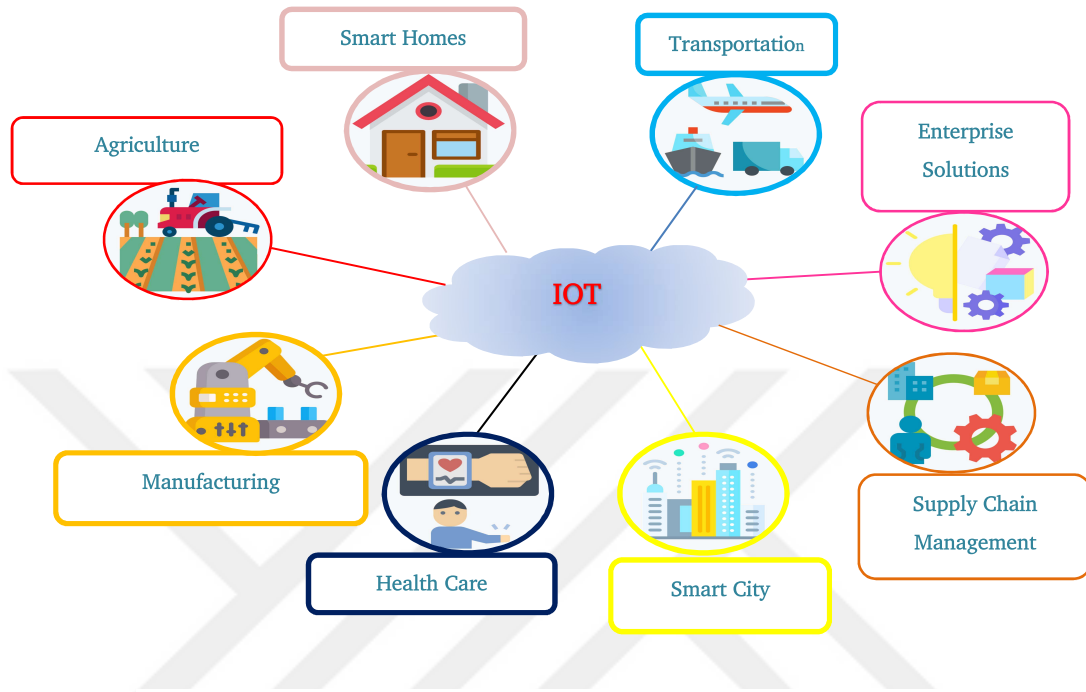 Smart Homes
Transportation
Agriculture
Enterprise
Solutions
IOT
Manufacturing
Health Care
Smart City
Supply Chain
Management